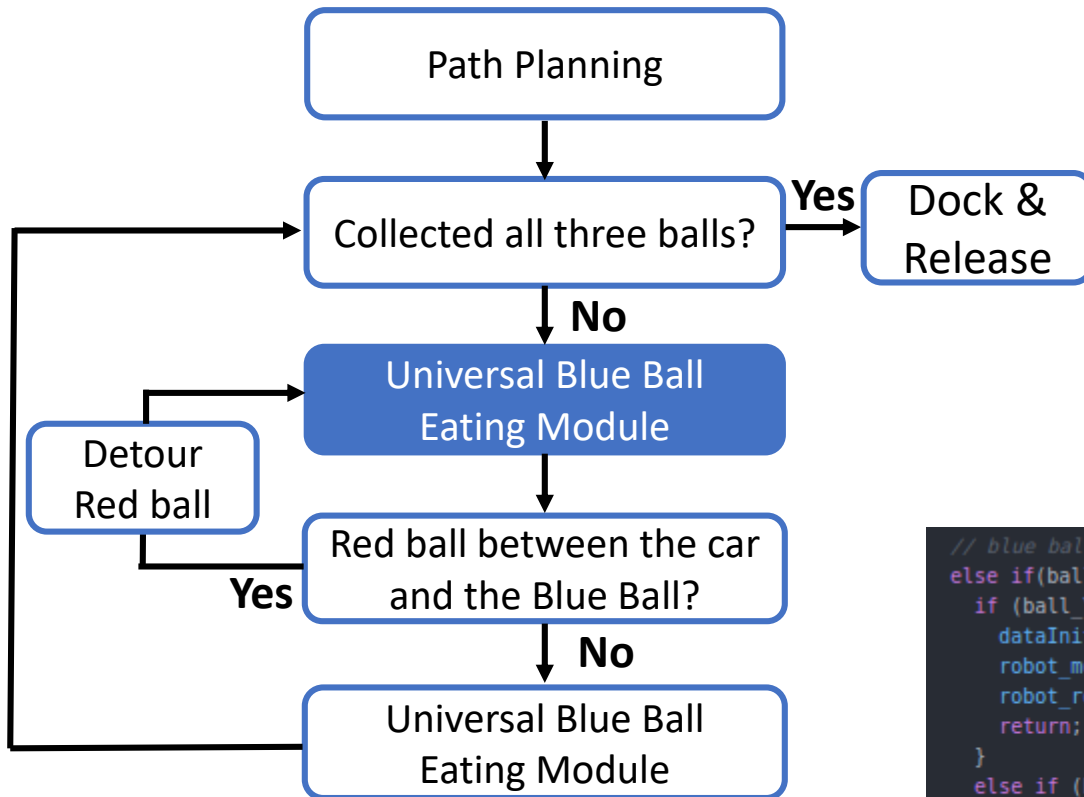 Path Planning
Collected all three balls?
Yes
Dock &
Release
No
Universal Blue Ball
Eating Module
Detour
Red ball
Red ball between the car
and the Blue Ball?
Yes
No
Universal Blue Ball
Eating Module
// blue bal
else if(bal
if (ball_
dataIni
robot_m
robot_r
return;
}
else if (